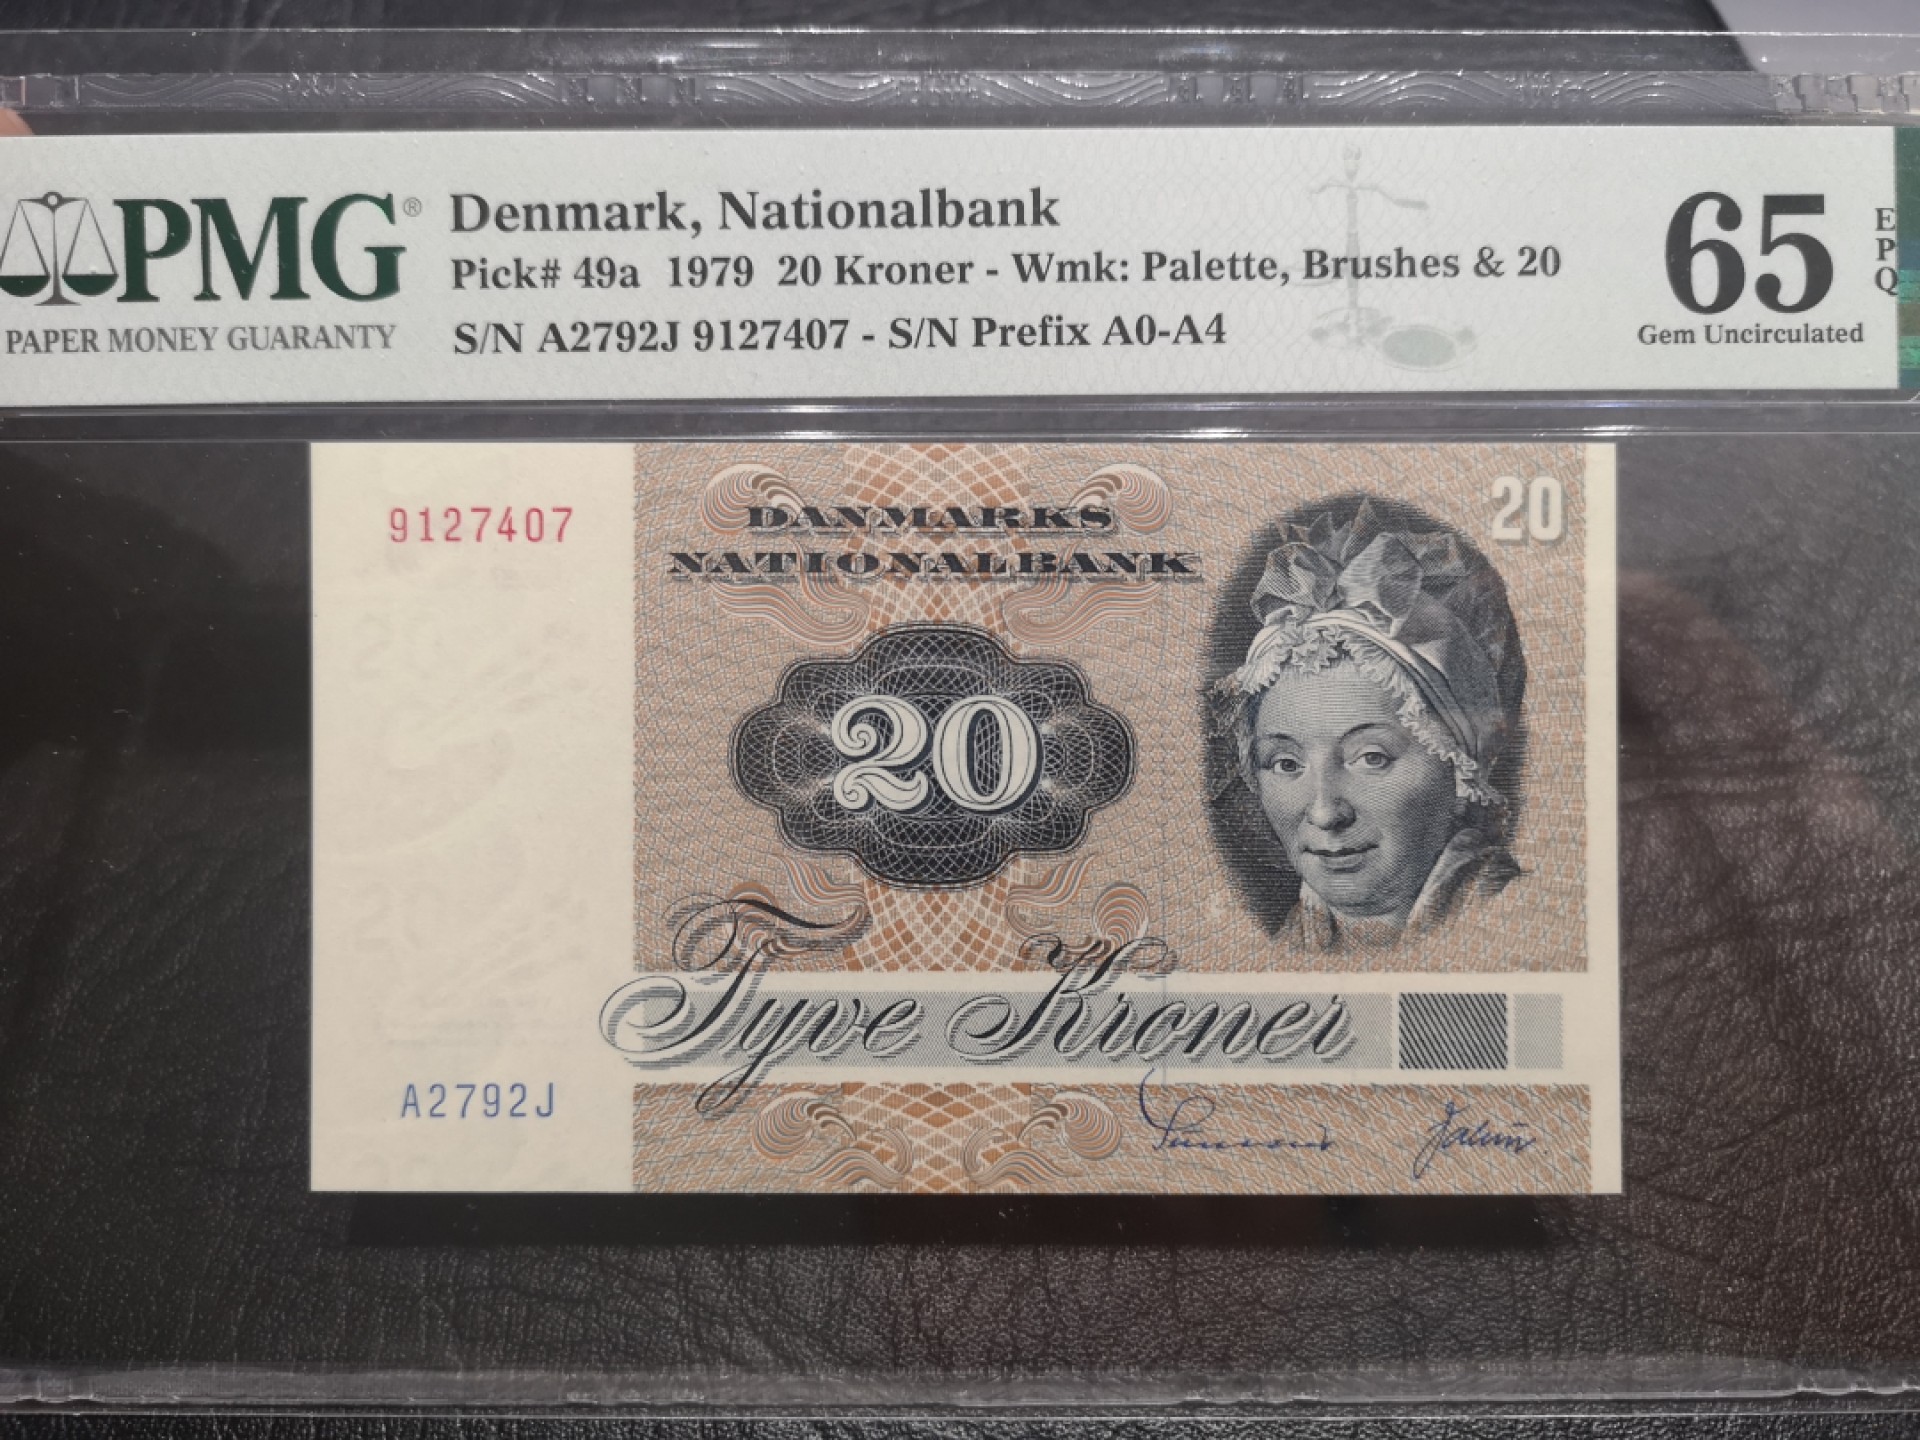 PMG®
PAPER MONEY GUARANTY
Denmark, Nationalbank
Pick# 49a 1979 20 Kroner - Wmk: Palette, Brushes & 20
S/N A2792J 9127407 - S/N Prefix A0-A4
65
EPQ
Gem Uncirculated
9127407
DANMARKS
NATIONALBANK
20
20
Tyve Kroner
A2792J